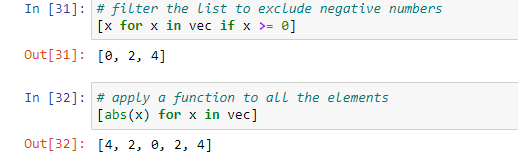 In [31]: # filter the list to exclude negative numbers
[x for x in vec if x >= 0]
Out[31]: [0, 2, 4]
In [32]: # apply a function to all the elements
[abs(x) for x in vec]
Out[32]: [4, 2, 0, 2, 4]